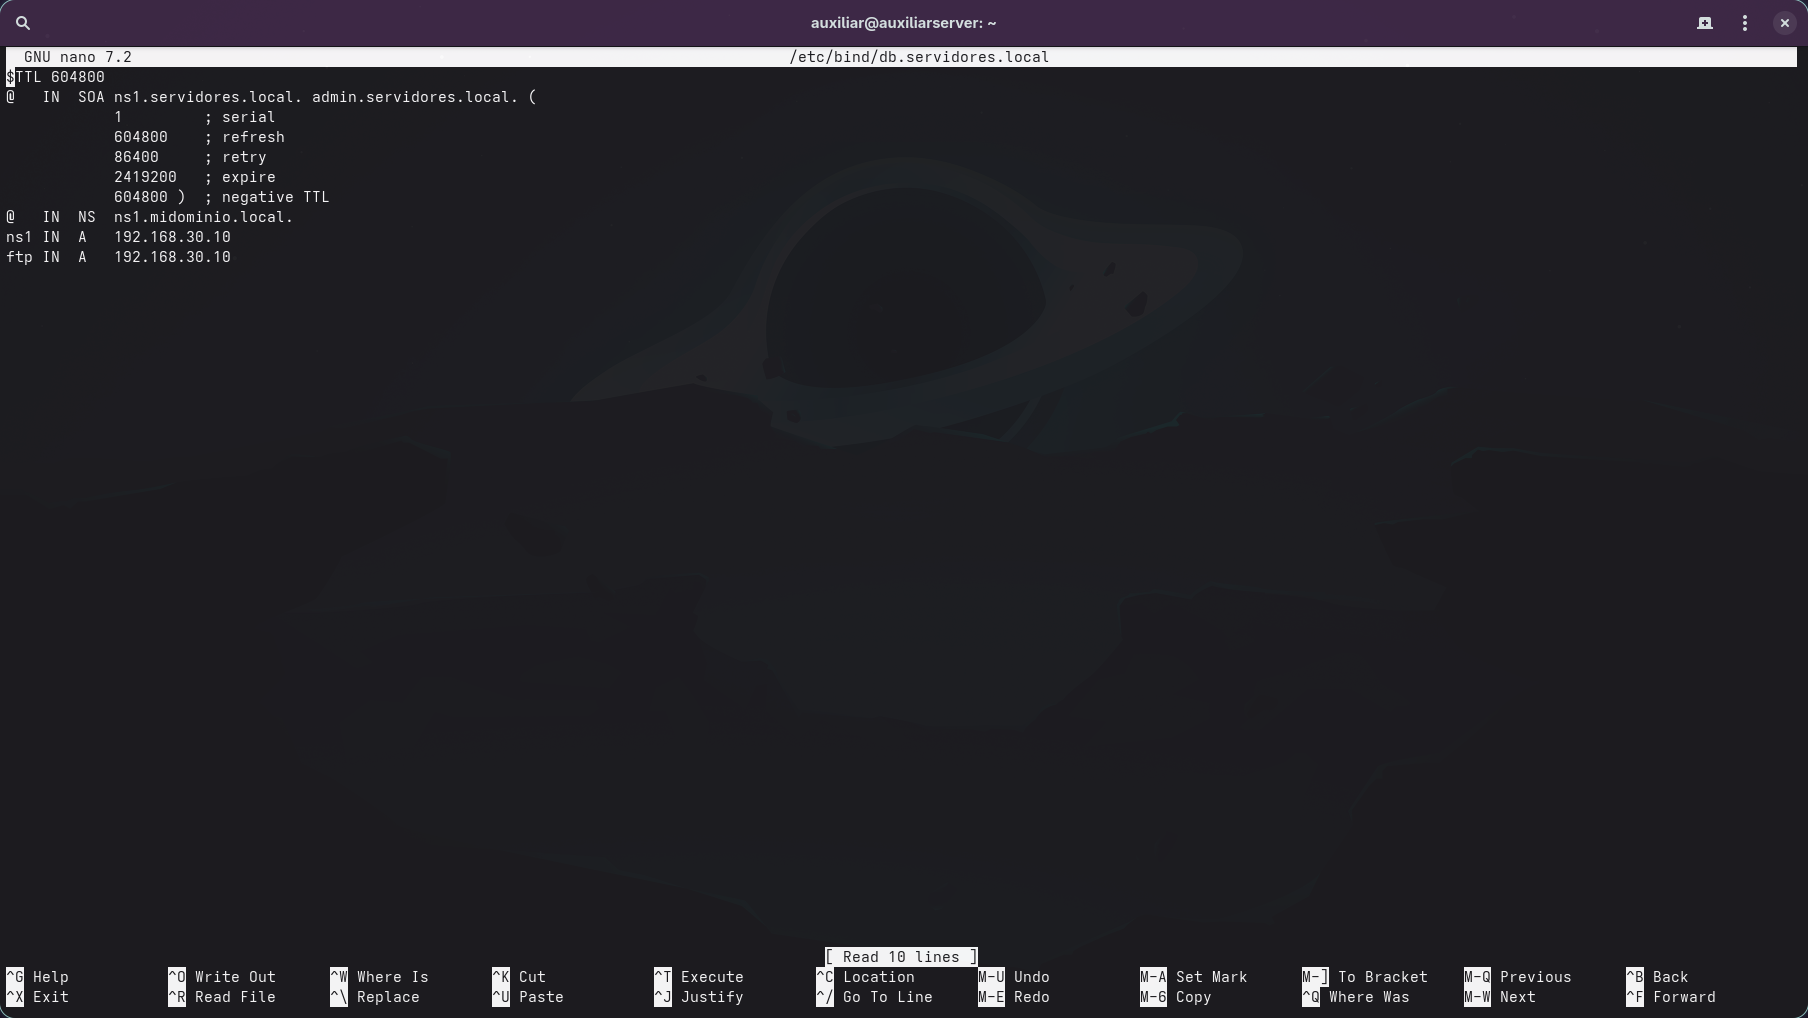 auxiliar@auxiliarserver: ~
GNU nano 7.2 /etc/bind/db.servidores.local
$TTL 604800
@ IN SOA ns1.servidores.local. admin.servidores.local. (
1 ; serial
604800 ; refresh
86400 ; retry
2419200 ; expire
604800 ) ; negative TTL
@ IN NS ns1.midominio.local.
ns1 IN A 192.168.30.10
ftp IN A 192.168.30.10
[ Read 10 lines ]
^G Help ^O Write Out ^W Where Is ^K Cut ^T Execute ^C Location M-U Undo M-A Set Mark M-] To Bracket M-Q Previous ^B Back
^X Exit ^R Read File ^\ Replace ^U Paste ^J Justify ^/ Go To Line M-E Redo M-6 Copy ^Q Where Was M-W Next ^F Forward